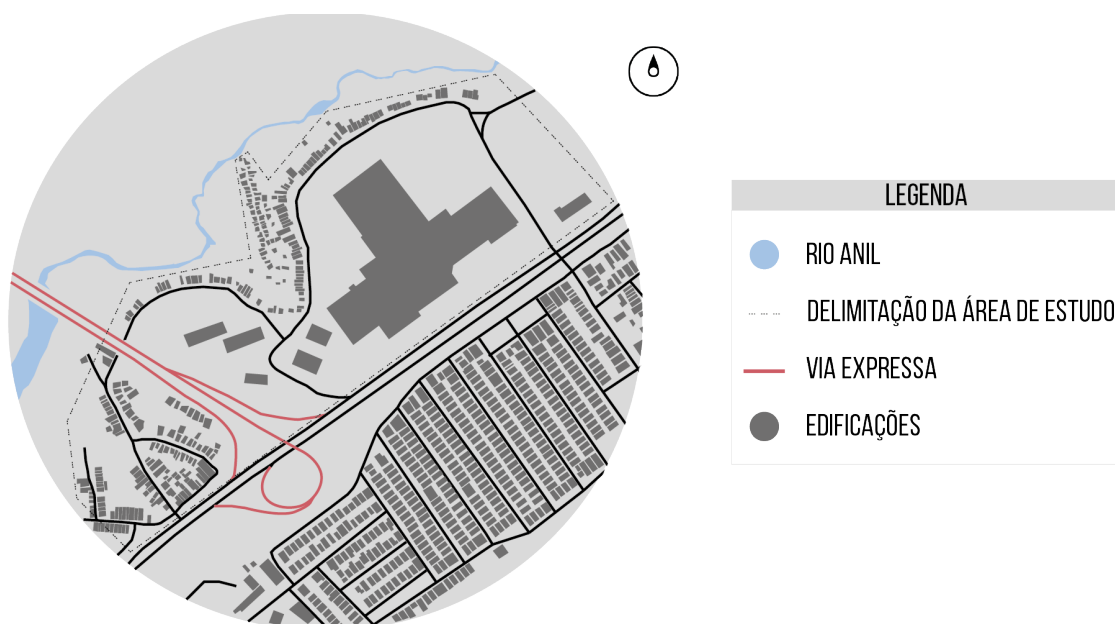 LEGENDA
RIO ANIL
DELIMITAÇÃO DA ÁREA DE ESTUDO
VIA EXPRESSA
EDIFICAÇÕES